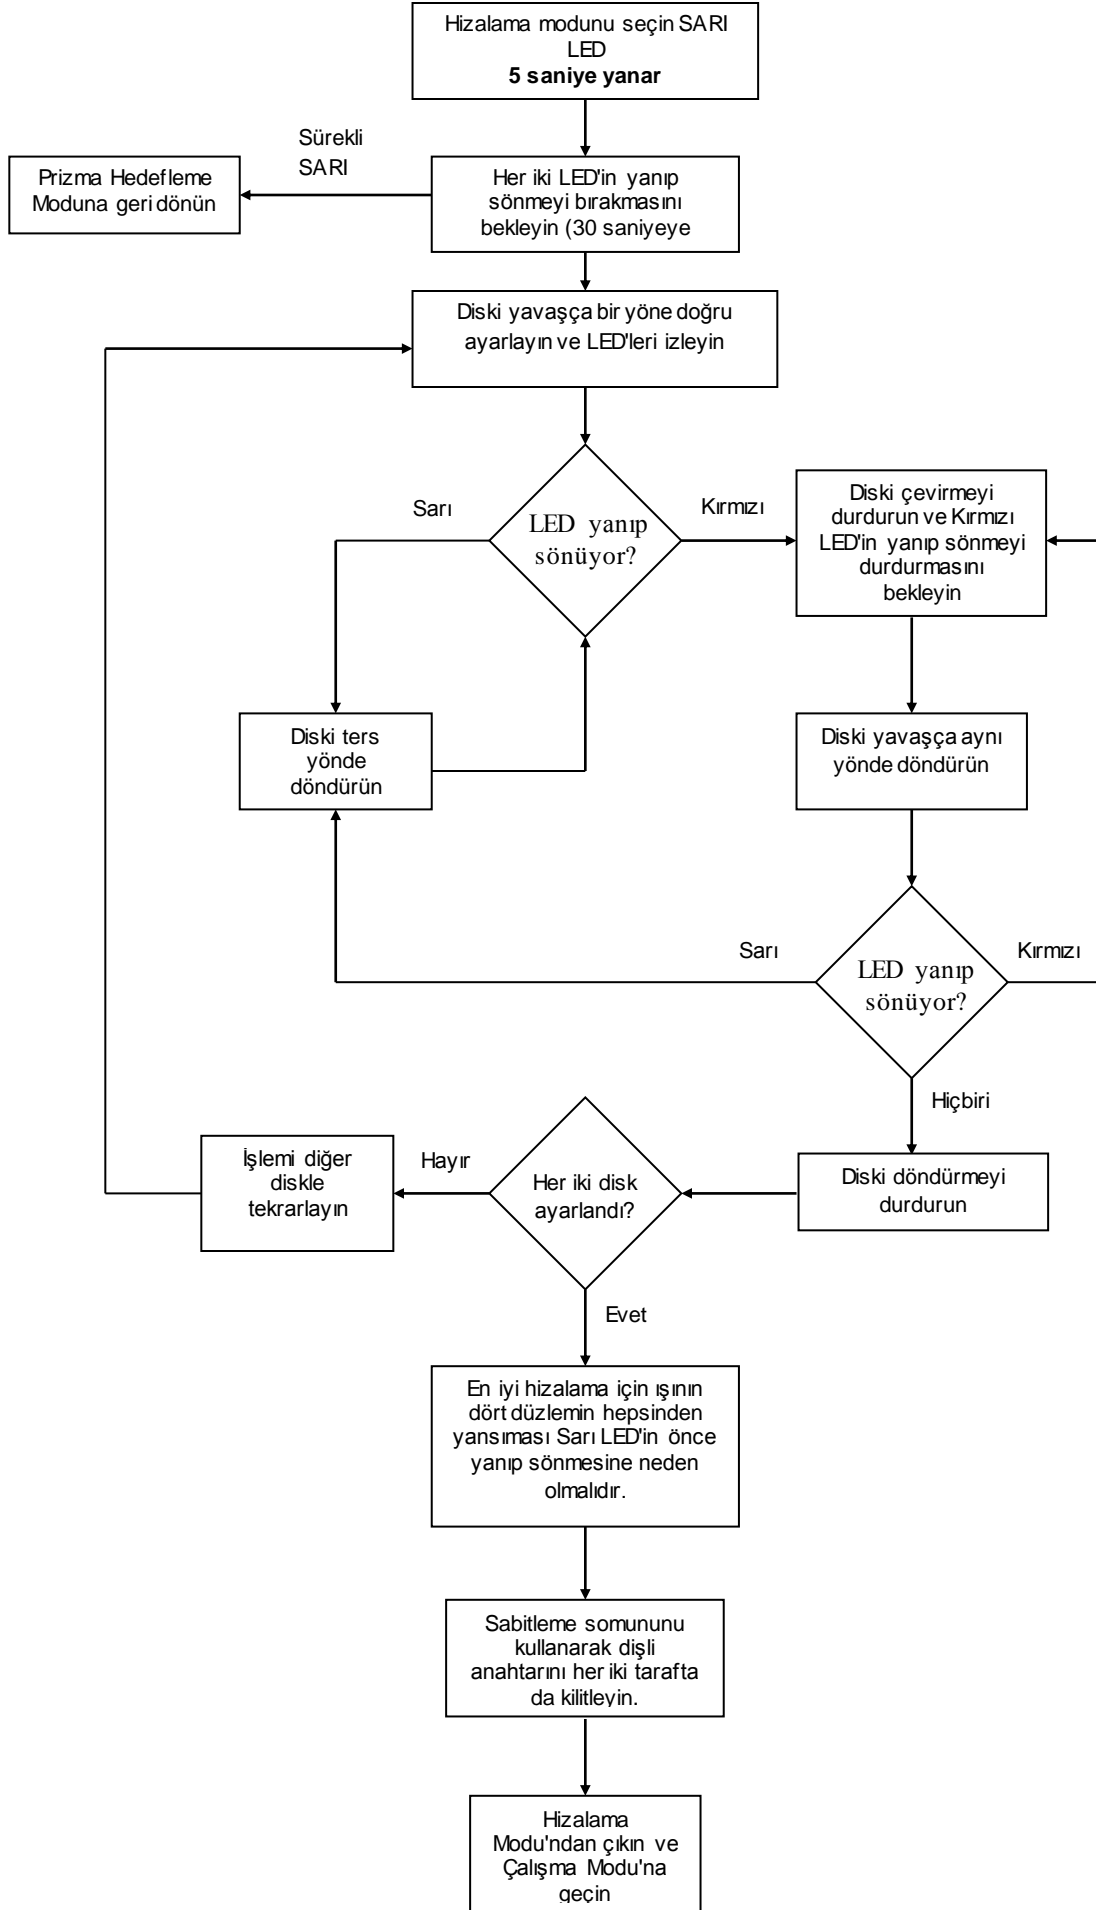 Hizalama modunu seçin SARI
LED
5 saniye yanar
Sürekli
SARI
Prizma Hedefleme
Moduna geri dönün
Her iki LED'in yanıp
sönmeyi bırakmasını
bekleyin (30 saniyeye
Diski yavaşça bir yöne doğru
ayarlayın ve LED'leri izleyin
Sarı
LED yanıp
sönüyor?
Kırmızı
Diski çevirmeyi
durdurun ve Kırmızı
LED'in yanıp sönmeyi
durdurmasını
bekleyin
Diski ters
yönde
döndürün
Diski yavaşça aynı
yönde döndürün
Sarı
LED yanıp
sönüyor?
Kırmızı
Hiçbiri
İşlemi diğer
diskle
tekrarlayın
Hayır
Her iki disk
ayarlandı?
Diski döndürmeyi
durdurun
Evet
En iyi hizalama için ışının
dört düzlemin hepsinden
yansıması Sarı LED'in önce
yanıp sönmesine neden
olmalıdır.
Sabitleme somununu
kullanarak dişli
anahtarını her iki tarafta
da kilitleyin.
Hizalama
Modu'ndan çıkın ve
Çalışma Modu'na
geçin